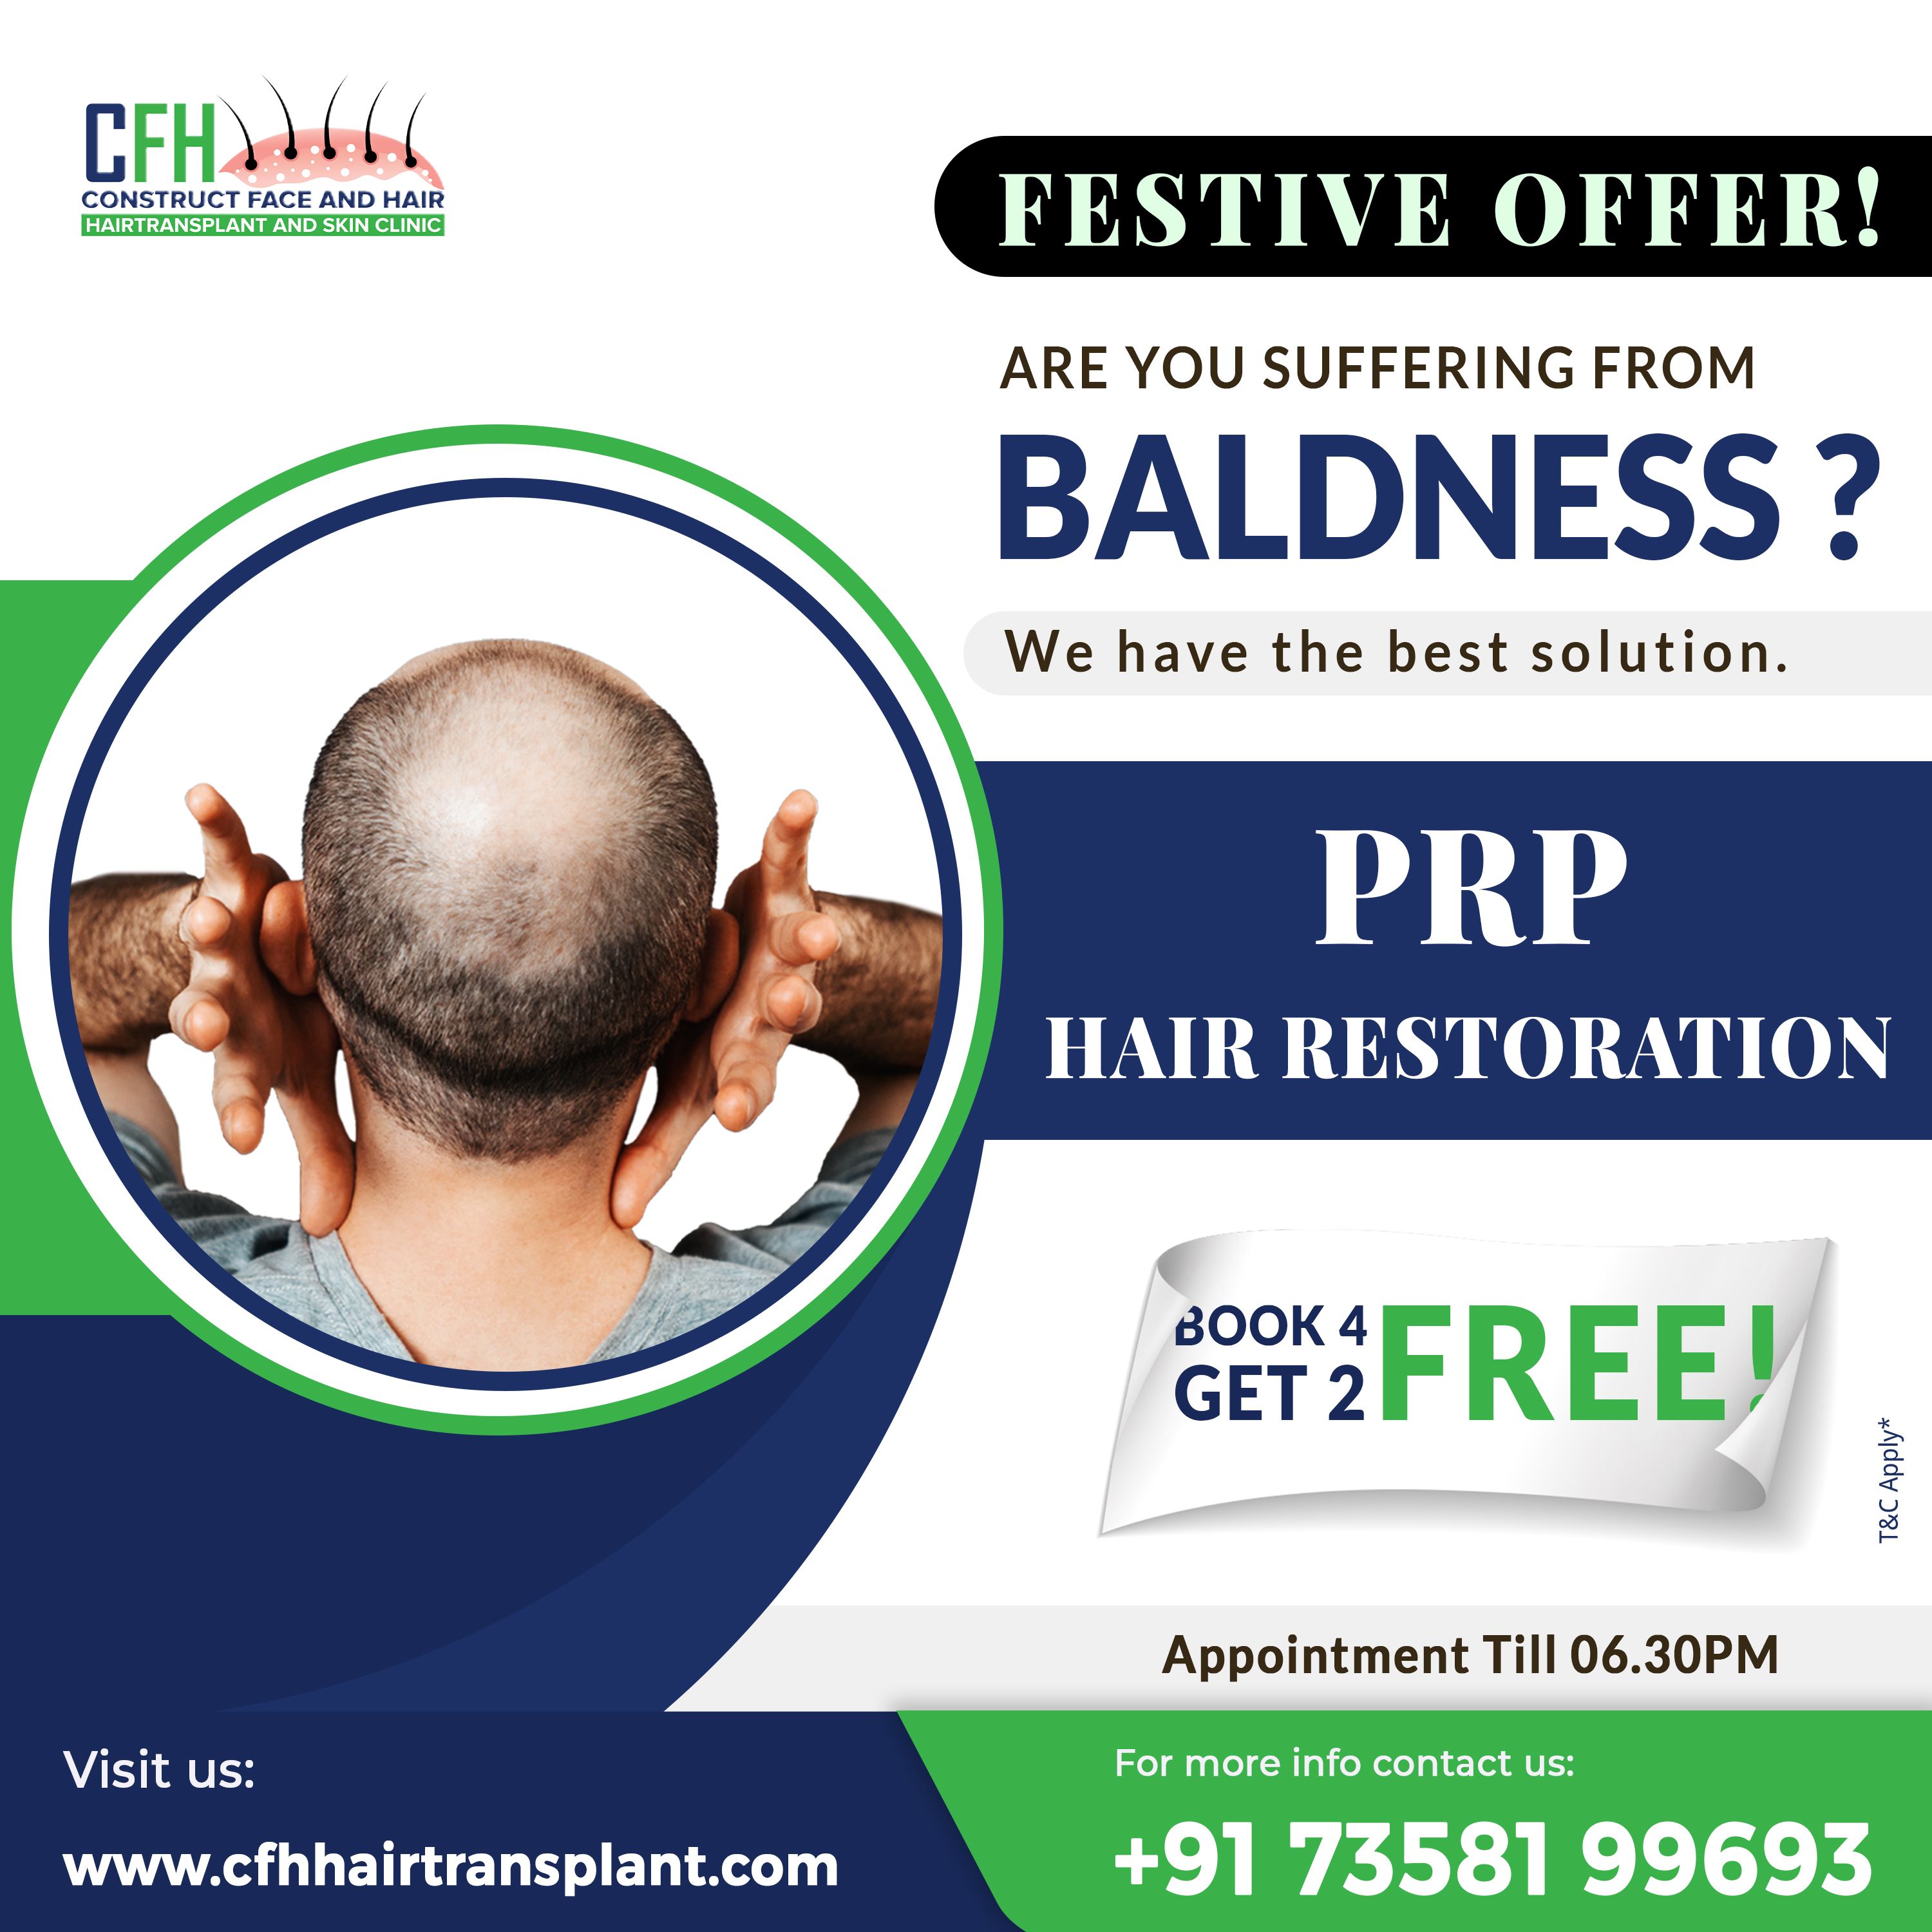 CFH
CONSTRUCT FACE AND HAIR
HAIRTRANSPLANT AND SKIN CLINIC
FESTIVE OFFER!
ARE YOU SUFFERING FROM
BALDNESS ?
We have the best solution.
PRP
HAIR RESTORATION
BOOK 4
GET 2
FREE!
T&C Apply*
Appointment Till 06.30PM
Visit us:
www.cfhhairtransplant.com
For more info contact us:
+91 73581 99693